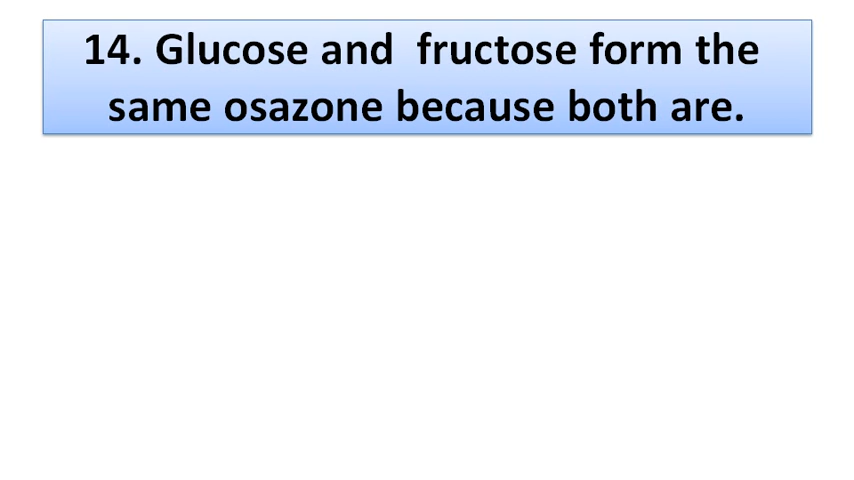 14. Glucose and  fructose form the
same osazone because both are.